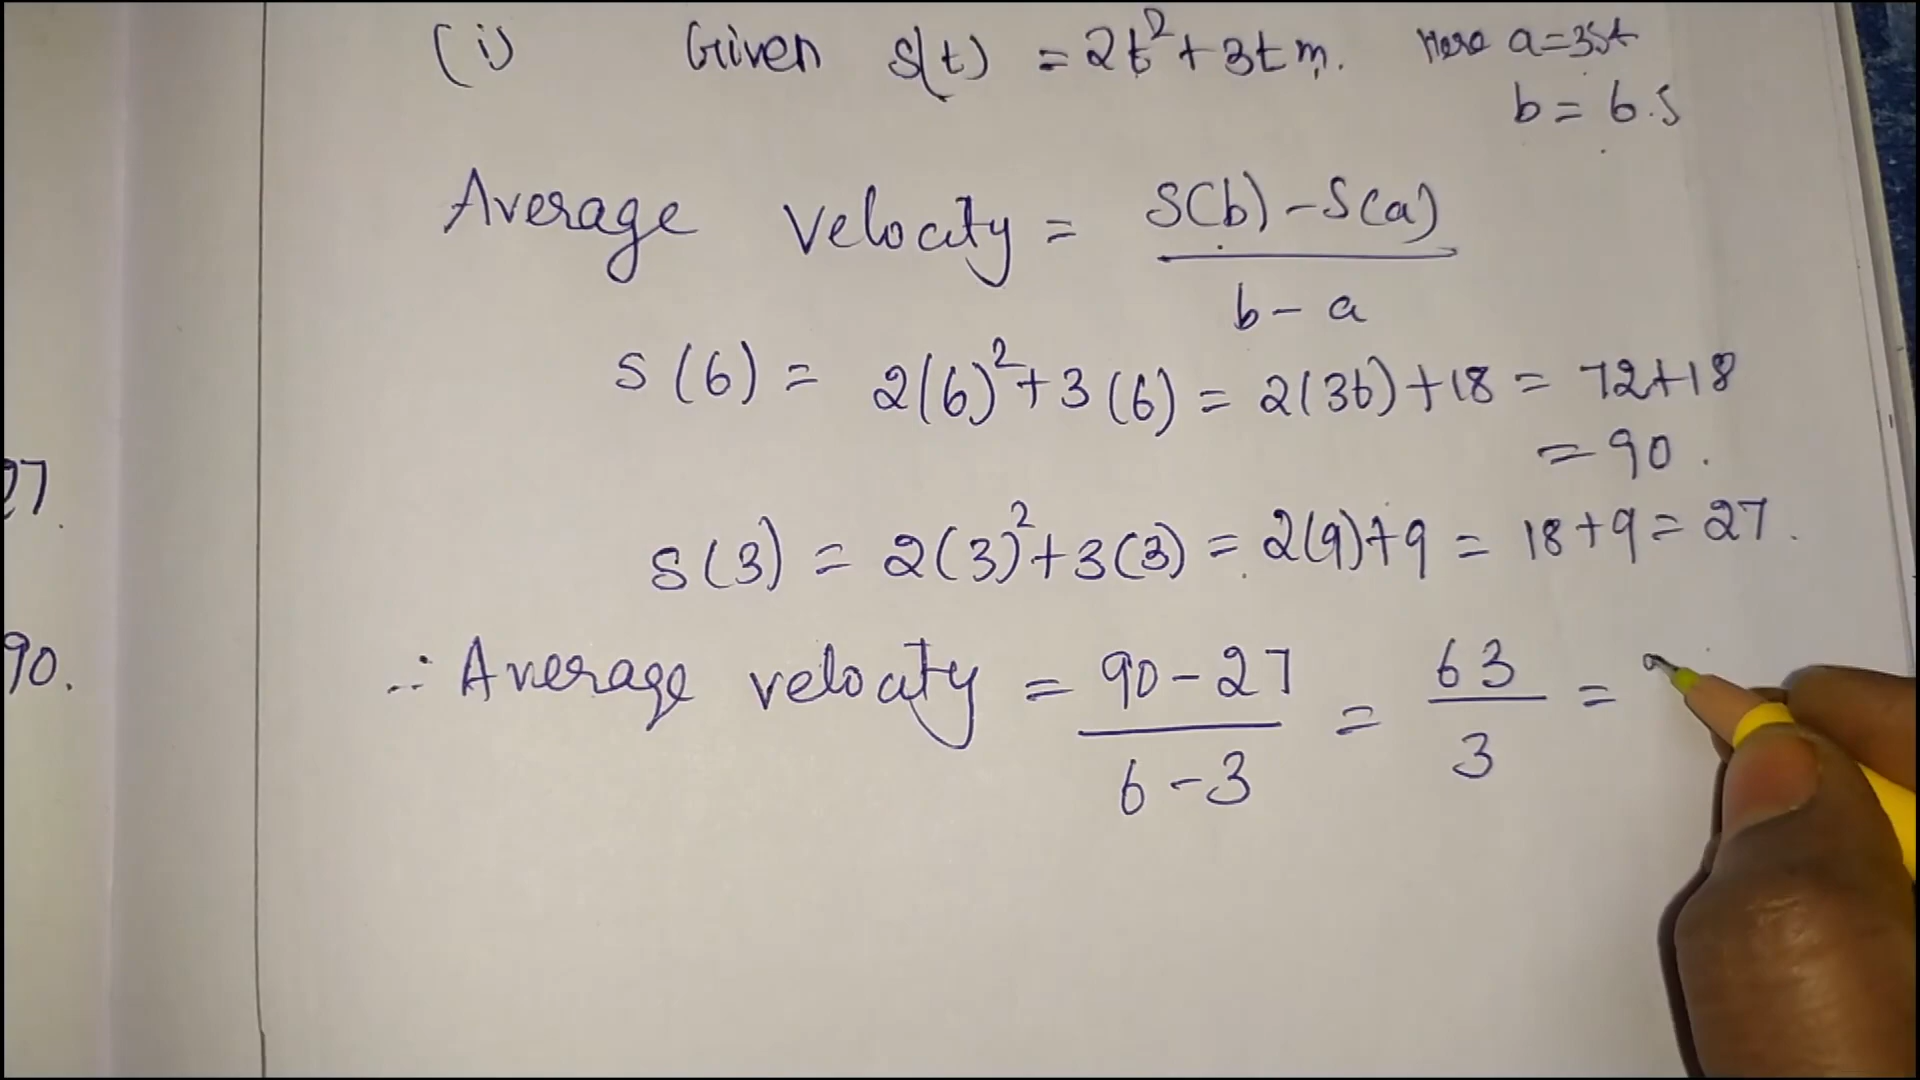 (i) Given s(t) = 2t²+3t m. Here a=3
b = 6.s
Average velocity = S(b)-S(a) / b-a
s(6) = 2(6)²+3(6) = 2(36)+18 = 72+18
= 90.
s(3) = 2(3)²+3(3) = 2(9)+9 = 18+9 = 27.
∴ Average velocity = 90-27 / 6-3 = 63 / 3 =
27.
90.